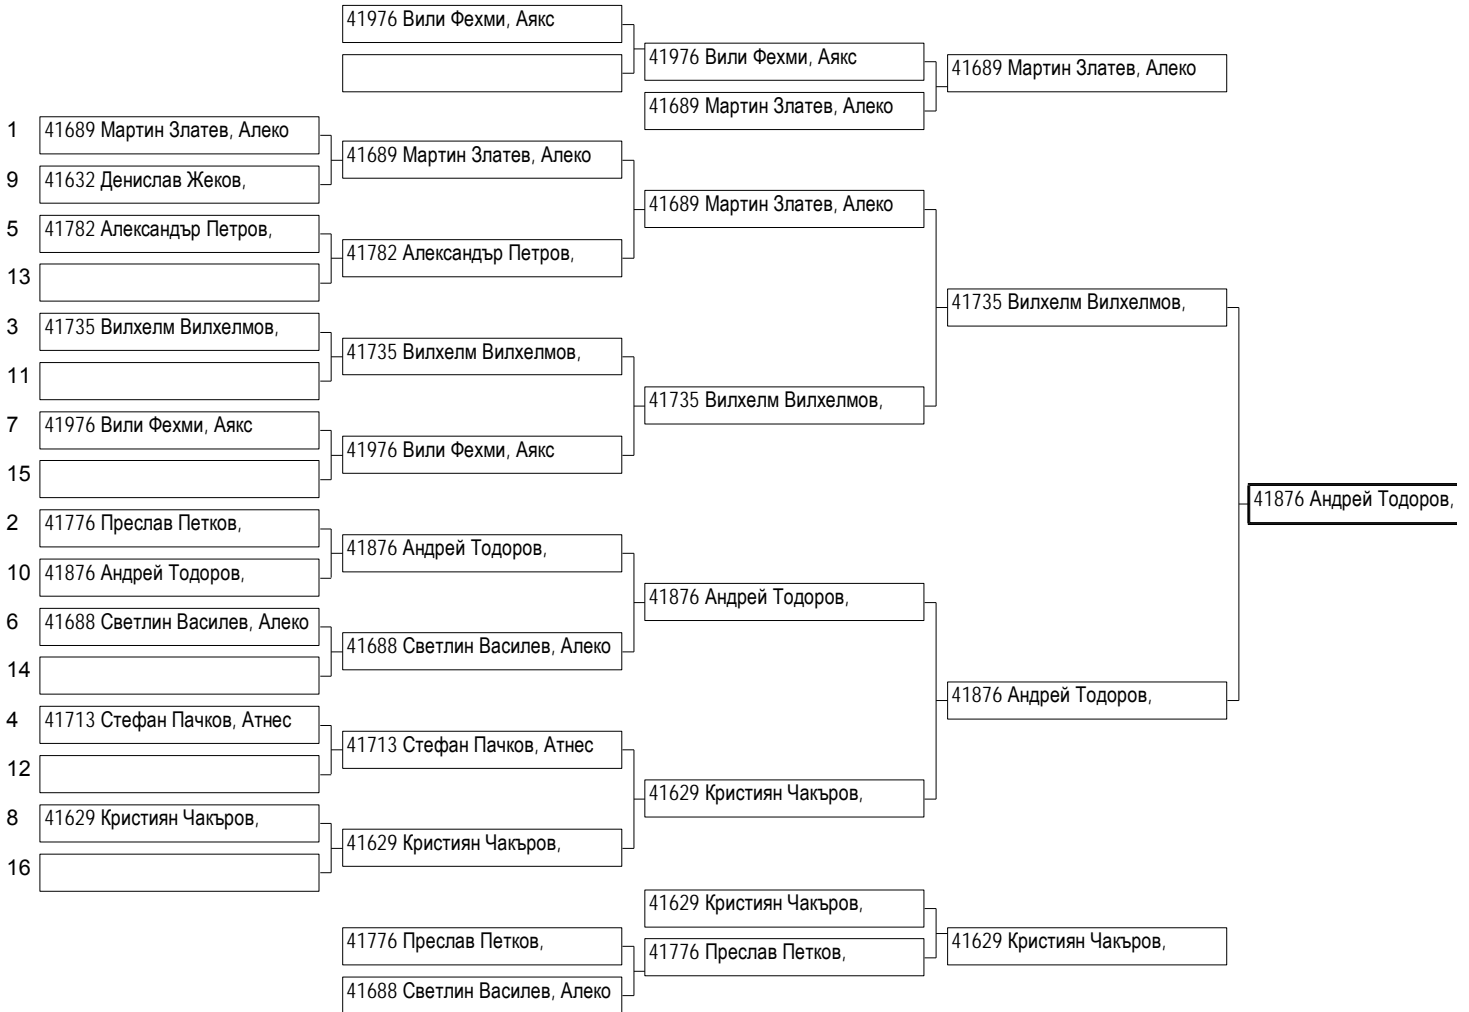 41976 Вили Фехми, Аякс
41976 Вили Фехми, Аякс
41689 Мартин Златев, Алеко
41689 Мартин Златев, Алеко
1 41689 Мартин Златев, Алеко
41689 Мартин Златев, Алеко
9 41632 Денислав Жеков,
41689 Мартин Златев, Алеко
5 41782 Александър Петров,
41782 Александър Петров,
13
41735 Вилхелм Вилхелмов,
3 41735 Вилхелм Вилхелмов,
41735 Вилхелм Вилхелмов,
11
41735 Вилхелм Вилхелмов,
7 41976 Вили Фехми, Аякс
41976 Вили Фехми, Аякс
15
41876 Андрей Тодоров,
2 41776 Преслав Петков,
41876 Андрей Тодоров,
10 41876 Андрей Тодоров,
41876 Андрей Тодоров,
6 41688 Светлин Василев, Алеко
41688 Светлин Василев, Алеко
14
41876 Андрей Тодоров,
4 41713 Стефан Пачков, Атнес
41713 Стефан Пачков, Атнес
12
41629 Кристиян Чакъров,
8 41629 Кристиян Чакъров,
41629 Кристиян Чакъров,
16
41629 Кристиян Чакъров,
41776 Преслав Петков,
41776 Преслав Петков,
41629 Кристиян Чакъров,
41688 Светлин Василев, Алеко